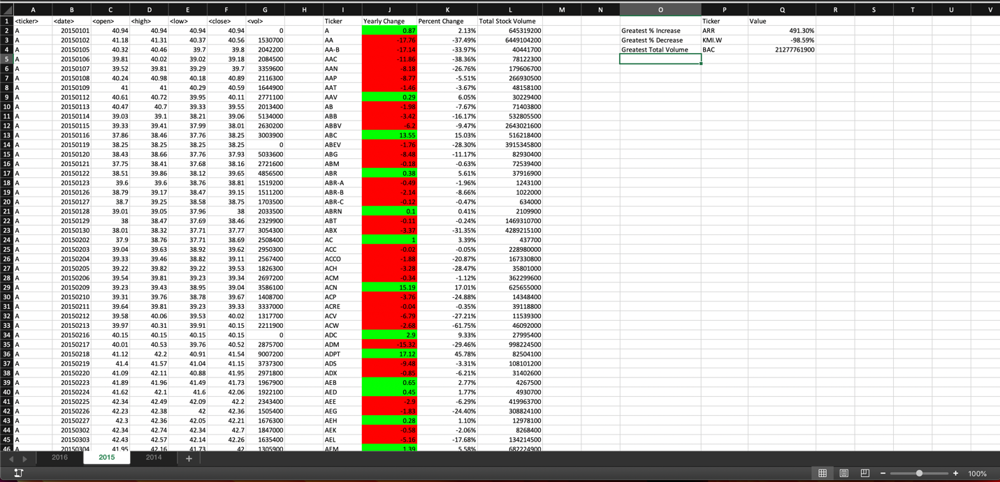 A B C D E F G H I J K L M N O P Q R S T U V
1 <ticker> <date> <open> <high> <low> <close> <vol> Ticker Yearly Change Percent Change Total Stock Volume Ticker Value
2 A 20150101 40.94 40.94 40.94 40.94 0 A 0.87 2.13% 645319200 Greatest % Increase ARR 491.30%
3 A 20150102 41.18 41.31 40.37 40.56 1530700 AA -17.76 -37.49% 6449104200 Greatest % Decrease KMI.W -98.59%
4 A 20150105 40.32 40.46 39.7 39.8 2042200 AA-B -17.14 -33.97% 40441700 Greatest Total Volume BAC 21277761900
5 A 20150106 39.81 40.02 39.02 39.18 2084500 AAC -11.86 -38.36% 78122300
6 A 20150107 39.52 39.81 39.29 39.7 3359600 AAN -8.18 -26.76% 179606700
7 A 20150108 40.24 40.98 40.18 40.89 2116300 AAP -8.77 -5.51% 266930500
8 A 20150109 41 41 40.29 40.59 1644900 AAT -1.46 -3.67% 48158100
9 A 20150112 40.61 40.72 39.95 40.11 2771100 AAV 0.29 6.05% 30229400
10 A 20150113 40.47 40.7 39.33 39.55 2013400 AB -1.98 -7.67% 71403800
11 A 20150114 39.03 39.1 38.21 39.06 5134000 ABB -3.42 -16.17% 532805500
12 A 20150115 39.33 39.41 37.99 38.01 2630200 ABBV -6.2 -9.47% 2643021600
13 A 20150116 37.86 38.46 37.76 38.25 3003900 ABC 13.55 15.03% 516218400
14 A 20150119 38.25 38.25 38.25 38.25 0 ABEV -1.76 -28.30% 3915345800
15 A 20150120 38.43 38.66 37.76 37.93 5033600 ABG -8.48 -11.17% 82930400
16 A 20150121 37.75 38.41 37.68 38.16 2721600 ABM -0.18 -0.63% 72539400
17 A 20150122 38.51 39.86 38.12 39.65 4856500 ABR 0.38 5.61% 37916900
18 A 20150123 39.6 39.6 38.76 38.81 1519200 ABR-A -0.49 -1.96% 1243100
19 A 20150126 38.79 39.17 38.47 39.15 1511200 ABR-B -2.14 -8.66% 1022000
20 A 20150127 38.7 39.25 38.58 38.75 1703500 ABR-C -0.12 -0.47% 634000
21 A 20150128 39.01 39.05 37.96 38 2033500 ABRN 0.1 0.41% 2109900
22 A 20150129 38 38.47 37.69 38.46 2329900 ABT -0.11 -0.24% 1469310700
23 A 20150130 38.01 38.32 37.71 37.77 3054300 ABX -3.37 -31.35% 4289215100
24 A 20150202 37.9 38.76 37.71 38.69 2508400 AC 1 3.39% 437700
25 A 20150203 39.04 39.63 38.92 39.62 2950300 ACC -0.02 -0.05% 228980000
26 A 20150204 39.33 39.46 38.82 39.11 2567400 ACCO -1.88 -20.87% 167330800
27 A 20150205 39.22 39.82 39.22 39.53 1826300 ACH -3.28 -28.47% 35801000
28 A 20150206 39.54 39.81 39.23 39.34 2697200 ACM -0.34 -1.12% 362299600
29 A 20150209 39.23 39.43 38.95 39.04 3586100 ACN 15.19 17.01% 625655000
30 A 20150210 39.31 39.76 38.78 39.67 1408700 ACP -3.76 -24.88% 14348400
31 A 20150211 39.64 39.81 39.23 39.33 3337000 ACRE -0.04 -0.35% 39118800
32 A 20150212 39.58 40.06 39.53 40.02 1317700 ACV -6.79 -27.21% 11539300
33 A 20150213 39.97 40.31 39.91 40.15 2211900 ACW -2.68 -61.75% 46092000
34 A 20150216 40.15 40.15 40.15 40.15 0 ADC 2.9 9.33% 27995400
35 A 20150217 40.01 40.53 39.76 40.52 2875700 ADM -15.32 -29.46% 998224500
36 A 20150218 41.12 42.2 40.91 41.54 9007200 ADPT 17.12 45.78% 82504100
37 A 20150219 41.4 41.57 41.04 41.15 3737300 ADS -9.48 -3.31% 108101200
38 A 20150220 41.09 42.11 40.88 41.95 2971800 ADX -0.85 -6.21% 31402600
39 A 20150223 41.89 41.96 41.49 41.73 1967900 AEB 0.65 2.77% 4267500
40 A 20150224 41.62 42.1 41.6 42.06 1922100 AED 0.45 1.77% 4930700
41 A 20150225 42.34 42.49 42.09 42.2 2343400 AEE -2.9 -6.29% 419963700
42 A 20150226 42.23 42.38 42 42.36 1505400 AEG -1.83 -24.40% 308824100
43 A 20150227 42.3 42.36 42.05 42.21 1676300 AEH 0.28 1.10% 12978100
44 A 20150302 42.34 42.74 42.34 42.7 1847000 AEK -0.58 -2.06% 8268400
45 A 20150303 42.43 42.57 42.14 42.26 1635400 AEL -5.16 -17.68% 134214500
46 A 20150304 41.95 42.16 41.73 42 1305900 AEM 1.39 5.58% 682224900
2016 2015 2014 +
100%